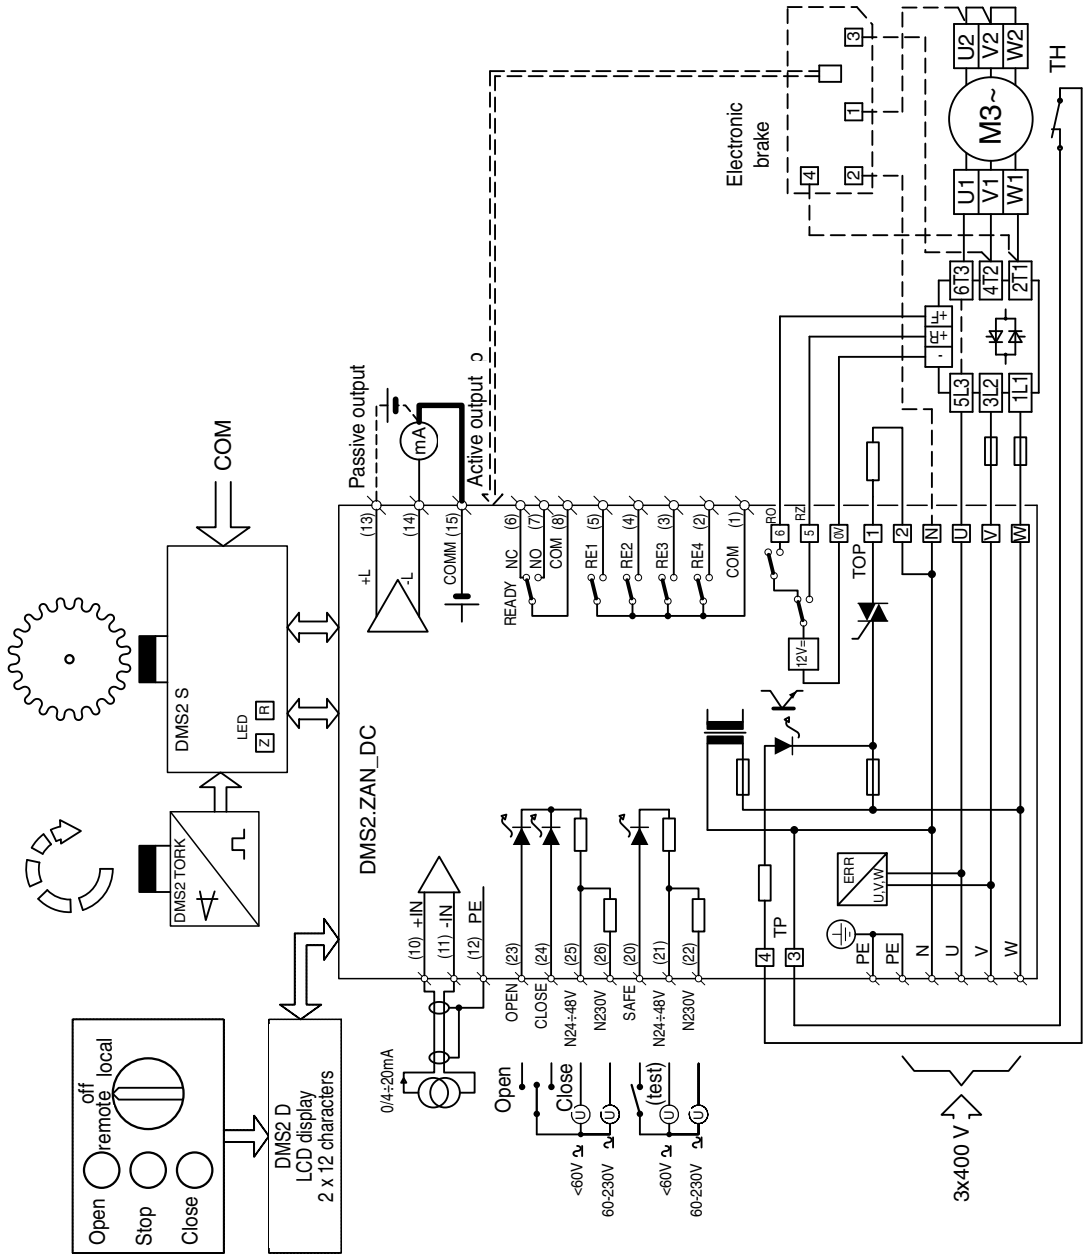 Open
Stop
Close
remote
off
local
DMS2 D
LCD display
2 x 12 characters
DMS2 TORK
DMS2 S
LED
Z
R
COM
DMS2.ZAN_DC
0/4÷20mA
(10) +IN
(11) -IN
(12) PE
OPEN (23)
CLOSE (24)
N24÷48V (25)
N230V (26)
SAFE (20)
N24÷48V (21)
N230V (22)
Open
Close
U
U
<60V
60-230V
(test)
U
U
<60V
60-230V
Passive output
+L (13)
-L (14)
COMM (15)
mA
Active output
READY
NC (6)
NO (7)
COM (8)
RE1 (5)
RE2 (4)
RE3 (3)
RE4 (2)
COM (1)
12V=
6 RO
5 RZ
0V
TOP
1
2
N
U
V
W
TP
4
3
ERR
U,V,W
PE
PE
N
U
V
W
3x400 V
Electronic
brake
3
1
4
2
- +R +F
5L3
3L2
1L1
6T3
4T2
2T1
U1
V1
W1
M3~
U2
V2
W2
TH